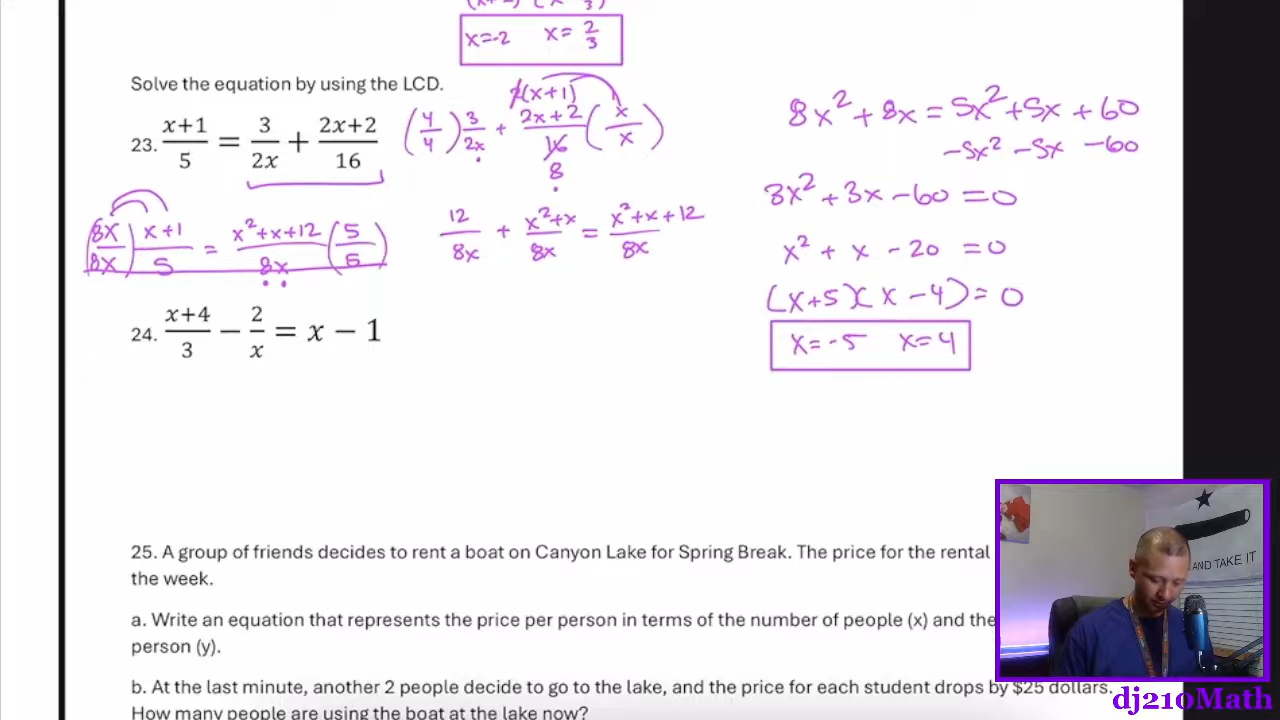 x=-2 x= 2/3
Solve the equation by using the LCD.
23. x+1/5 = 3/2x + 2x+2/16
(4/4) 3/2x + 2x+2/16 (x/x)
2(x+1)
8
(8x/8x) x+1/5 = x²+x+12/8x (5/5)
12/8x + x²+x/8x = x²+x+12/8x
8x²+8x = 5x²+5x+60
-5x² -5x -60
3x²+3x-60 = 0
x²+x-20 = 0
(x+5)(x-4) = 0
x=-5 x=4
24. x+4/3 − 2/x = x − 1
25. A group of friends decides to rent a boat on Canyon Lake for Spring Break. The price for the rental
the week.
a. Write an equation that represents the price per person in terms of the number of people (x) and the
person (y).
b. At the last minute, another 2 people decide to go to the lake, and the price for each student drops by $25 dollars.
How many people are using the boat at the lake now?
AND TAKE IT
dj210Math